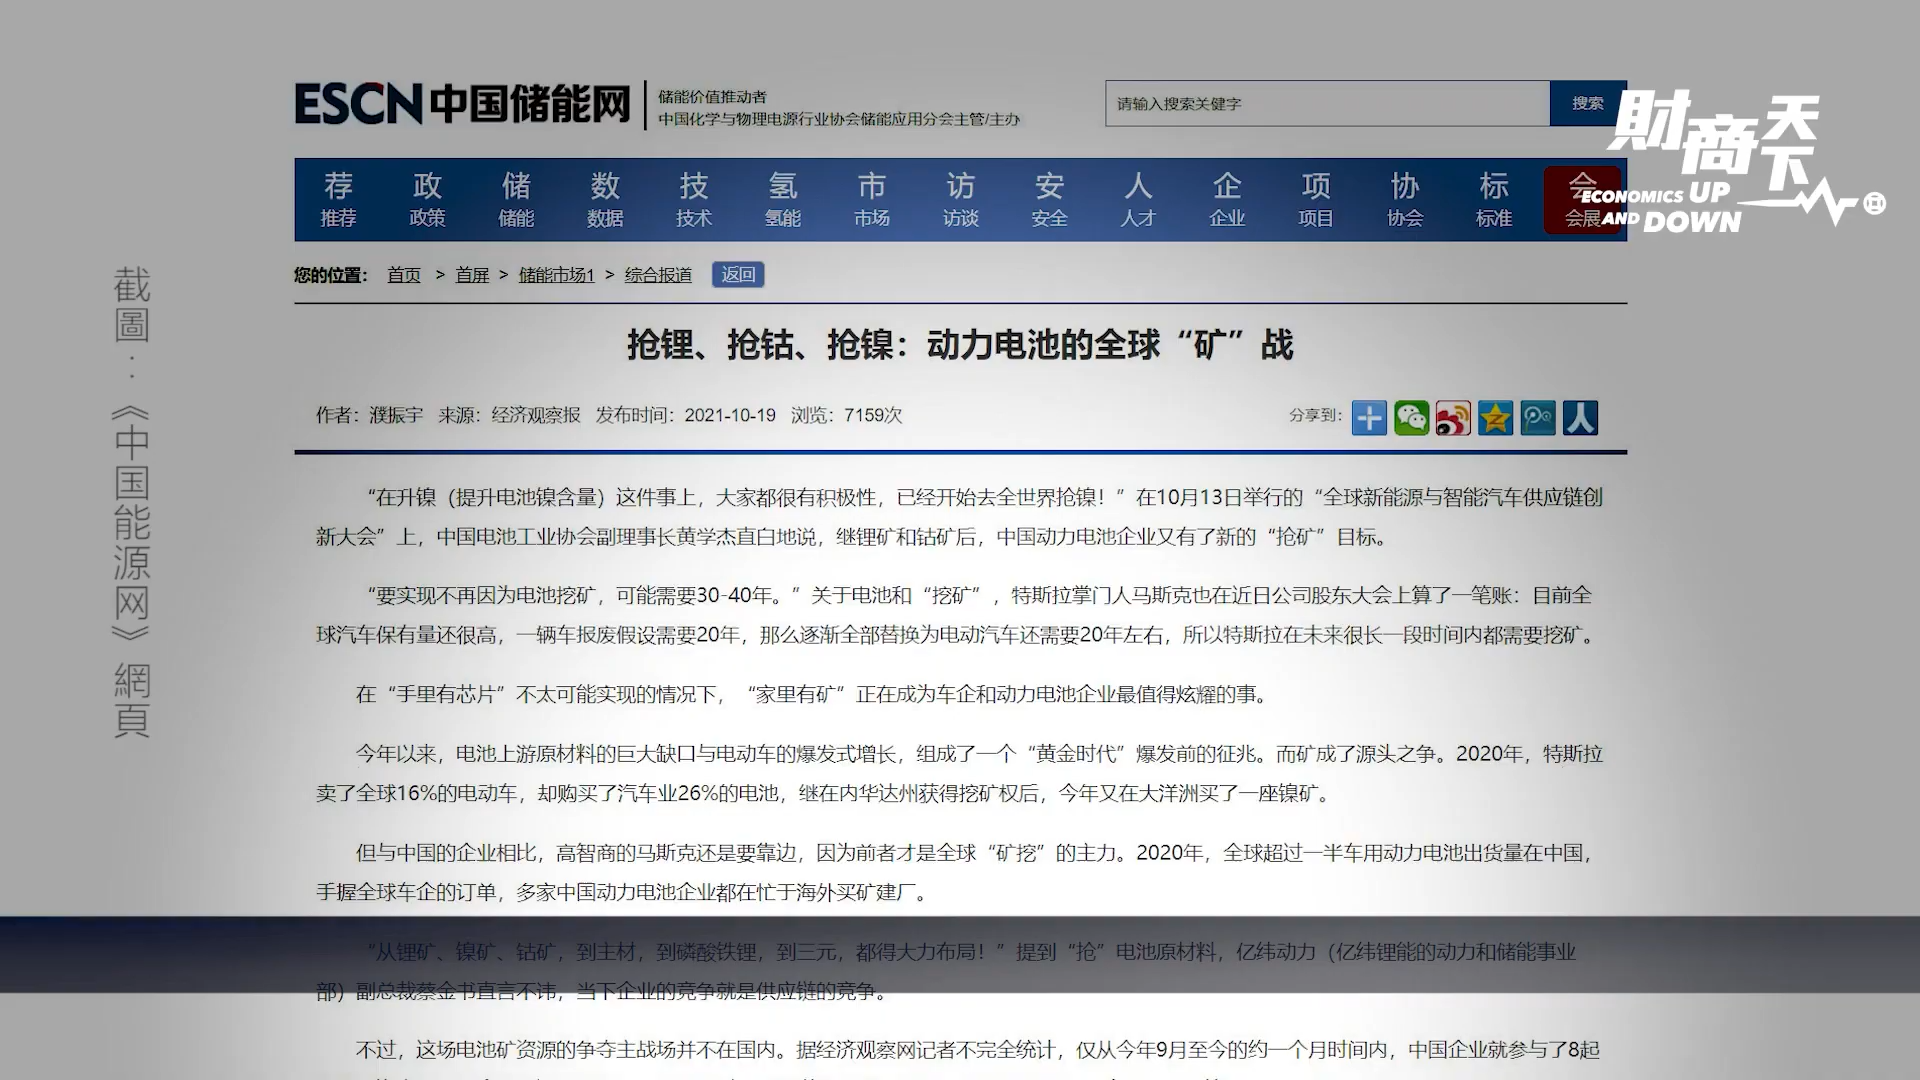 ESCN中国储能网
储能价值推动者
中国化学与物理电源行业协会储能应用分会主管/主办
请输入搜索关健字
搜索
財商天下
ECONOMICS UP
AND DOWN
荐 政 储 数 技 氢 市 访 安 人 企 项 协 标 会
推荐 政策 储能 数据 技术 氢能 市场 访谈 安全 人才 企业 项目 协会 标准 会展
您的位置： 首页 > 首屏 > 储能市场1 > 综合报道 返回
截圖：《中国能源网》網頁
抢锂、抢钴、抢镍：动力电池的全球“矿”战
作者：濮振宇 来源：经济观察报 发布时间：2021-10-19 浏览：7159次
分享到：
“在升镍（提升电池镍含量）这件事上，大家都很有积极性，已经开始去全世界抢镍！”在10月13日举行的“全球新能源与智能汽车供应链创
新大会”上，中国电池工业协会副理事长黄学杰直白地说，继锂矿和钴矿后，中国动力电池企业又有了新的“抢矿”目标。
“要实现不再因为电池挖矿，可能需要30-40年。”关于电池和“挖矿”，特斯拉掌门人马斯克也在近日公司股东大会上算了一笔账：目前全
球汽车保有量还很高，一辆车报废假设需要20年，那么逐渐全部替换为电动汽车还需要20年左右，所以特斯拉在未来很长一段时间内都需要挖矿。
在“手里有芯片”不太可能实现的情况下，“家里有矿”正在成为车企和动力电池企业最值得炫耀的事。
今年以来，电池上游原材料的巨大缺口与电动车的爆发式增长，组成了一个“黄金时代”爆发前的征兆。而矿成了源头之争。2020年，特斯拉
卖了全球16%的电动车，却购买了汽车业26%的电池，继在内华达州获得挖矿权后，今年又在大洋洲买了一座镍矿。
但与中国的企业相比，高智商的马斯克还是要靠边，因为前者才是全球“矿挖”的主力。2020年，全球超过一半车用动力电池出货量在中国，
手握全球车企的订单，多家中国动力电池企业都在忙于海外买矿建厂。
“从锂矿、镍矿、钴矿，到主材，到磷酸铁锂，到三元，都得大力布局！”提到“抢”电池原材料，亿纬动力（亿纬锂能的动力和储能事业
部）副总裁蔡金书直言不讳，当下企业的竞争就是供应链的竞争。
不过，这场电池矿资源的争夺主战场并不在国内。据经济观察网记者不完全统计，仅从今年9月至今的约一个月时间内，中国企业就参与了8起